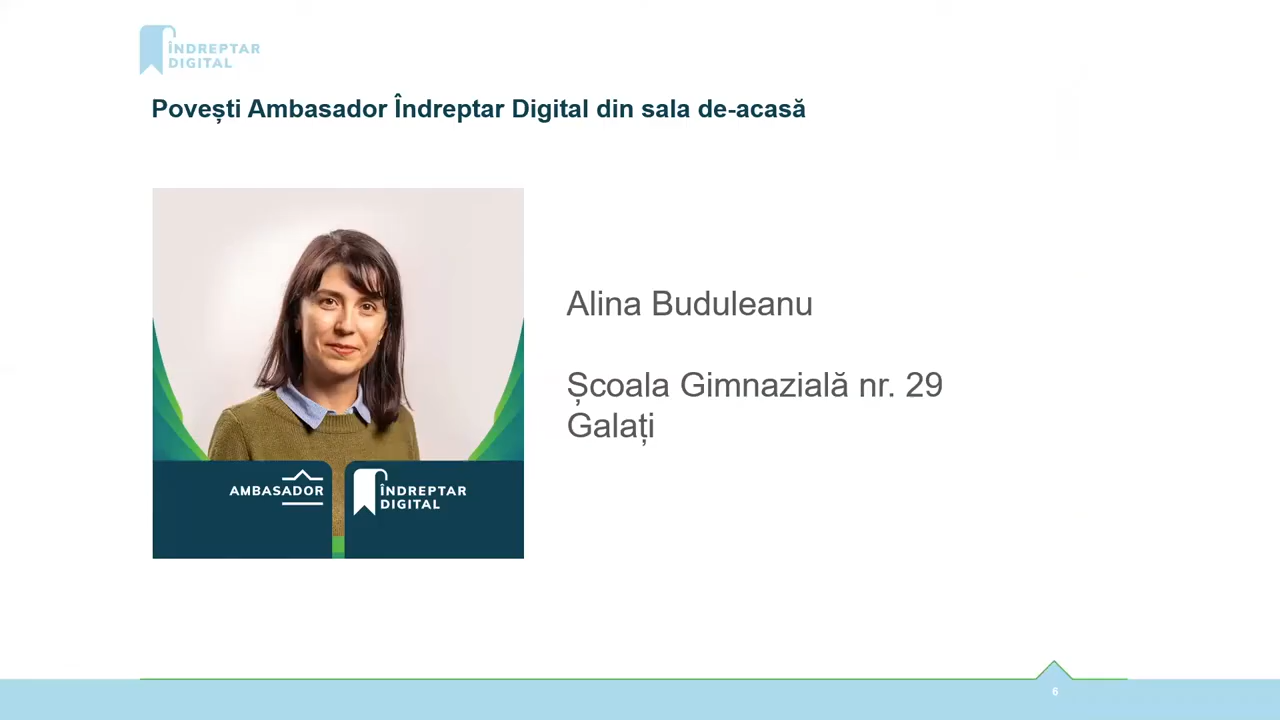 ÎNDREPTAR
DIGITAL
Povești Ambasador Îndreptar Digital din sala de-acasă
Alina Buduleanu
Școala Gimnazială nr. 29
Galați
AMBASADOR
ÎNDREPTAR
DIGITAL
6